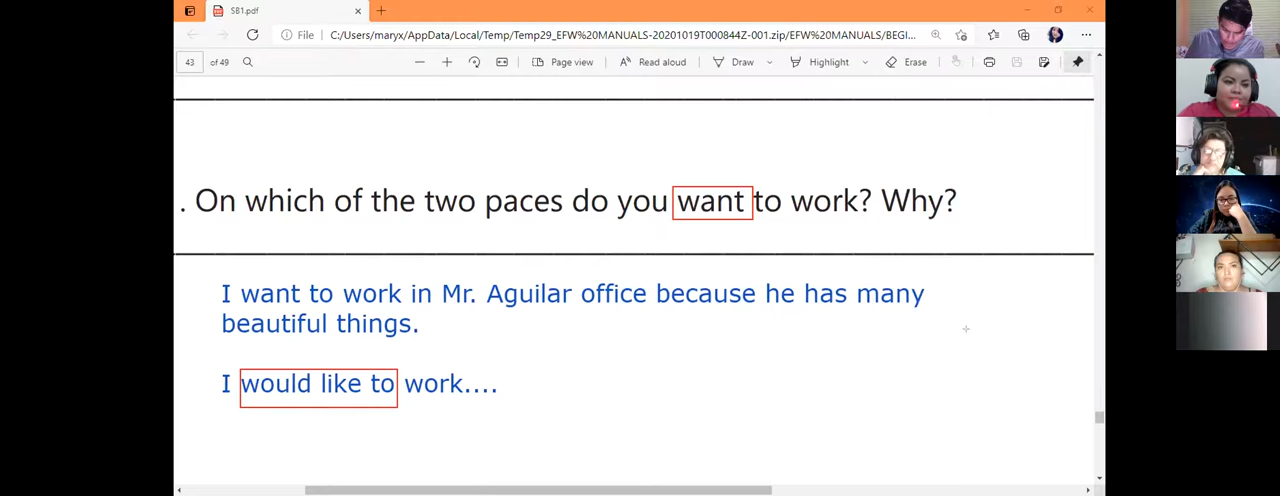 SB1.pdf
File C:/Users/maryx/AppData/Local/Temp/Temp29_EFW%20MANUALS-20201019T000844Z-001.zip/EFW%20MANUALS/BEGI...
43 of 49 Page view Read aloud Draw Highlight Erase
. On which of the two paces do you want to work? Why?
I want to work in Mr. Aguilar office because he has many
beautiful things.
I would like to work....